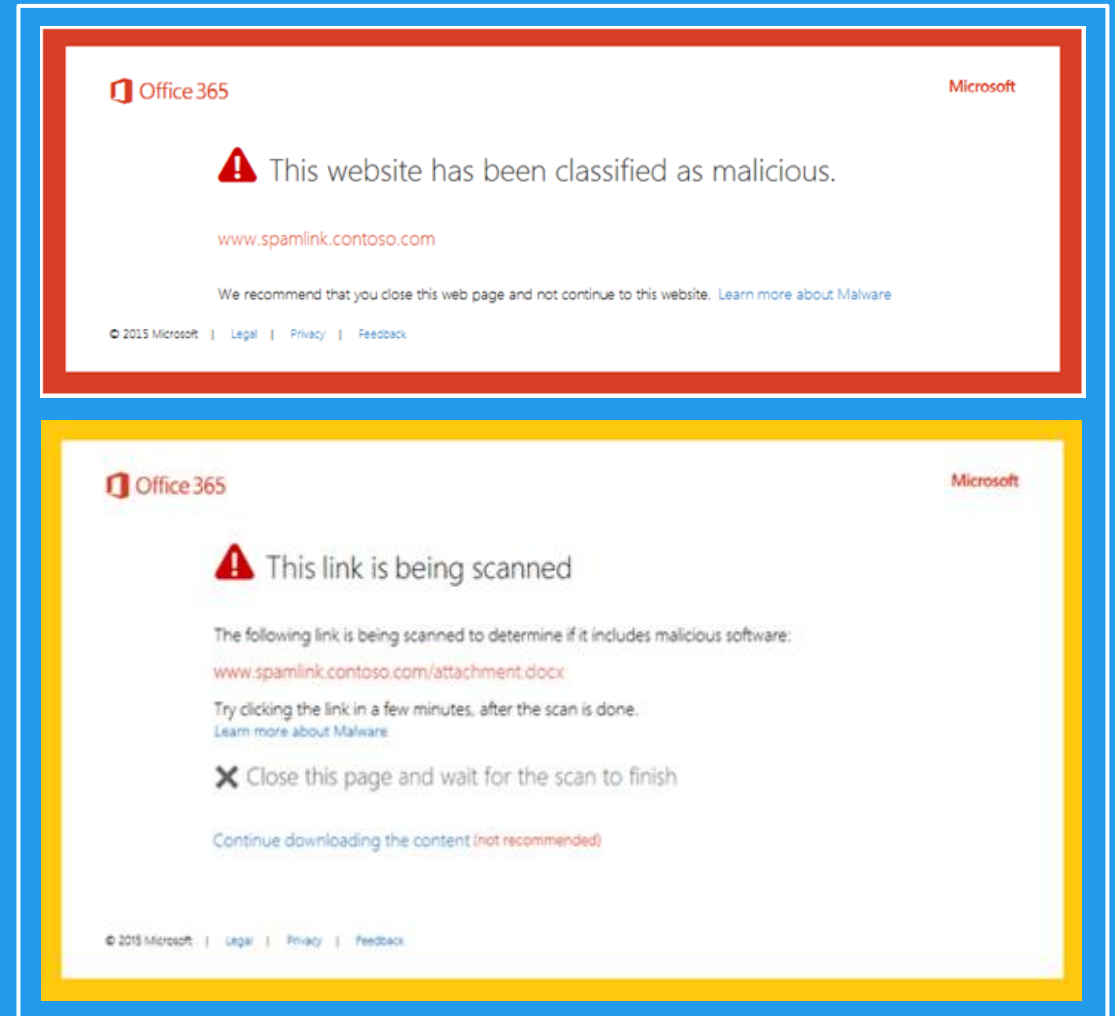 Office 365
Microsoft
This website has been classified as malicious.
www.spamlink.contoso.com
We recommend that you close this web page and not continue to this website. Learn more about Malware
© 2015 Microsoft | Legal | Privacy | Feedback
Office 365
Microsoft
This link is being scanned
The following link is being scanned to determine if it includes malicious software:
www.spamlink.contoso.com/attachment.docx
Try clicking the link in a few minutes, after the scan is done.
Learn more about Malware
Close this page and wait for the scan to finish
Continue downloading the content (not recommended)
© 2015 Microsoft | Legal | Privacy | Feedback